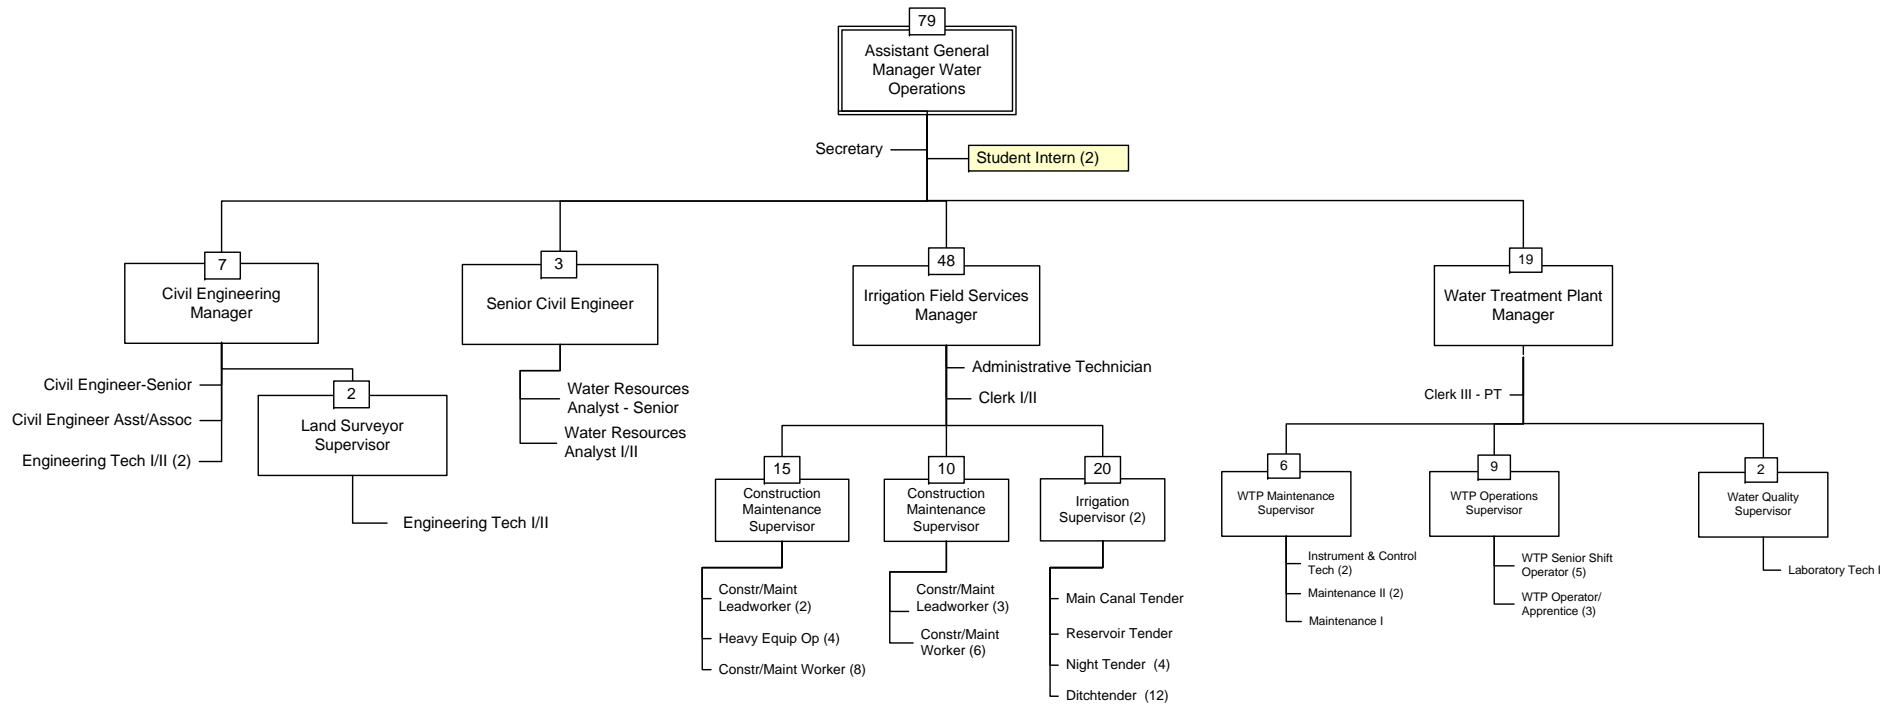 79
Assistant General
Manager Water
Operations
Secretary
Student Intern (2)
7
Civil Engineering
Manager
Civil Engineer-Senior
Civil Engineer Asst/Assoc
Engineering Tech I/II (2)
2
Land Surveyor
Supervisor
Engineering Tech I/II
3
Senior Civil Engineer
Water Resources
Analyst - Senior
Water Resources
Analyst I/II
48
Irrigation Field Services
Manager
Administrative Technician
Clerk I/II
15
Construction
Maintenance
Supervisor
Constr/Maint
Leadworker (2)
Heavy Equip Op (4)
Constr/Maint Worker (8)
10
Construction
Maintenance
Supervisor
Constr/Maint
Leadworker (3)
Constr/Maint
Worker (6)
20
Irrigation
Supervisor (2)
Main Canal Tender
Reservoir Tender
Night Tender (4)
Ditchtender (12)
19
Water Treatment Plant
Manager
Clerk III - PT
6
WTP Maintenance
Supervisor
Instrument & Control
Tech (2)
Maintenance II (2)
Maintenance I
9
WTP Operations
Supervisor
WTP Senior Shift
Operator (5)
WTP Operator/
Apprentice (3)
2
Water Quality
Supervisor
Laboratory Tech I